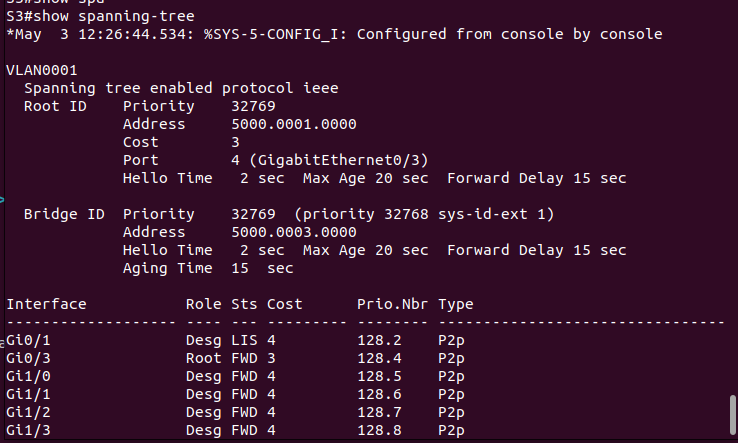 S3#show spanning-tree
*May  3 12:26:44.534: %SYS-5-CONFIG_I: Configured from console by console
VLAN0001
  Spanning tree enabled protocol ieee
  Root ID    Priority    32769
             Address     5000.0001.0000
             Cost        3
             Port        4 (GigabitEthernet0/3)
             Hello Time   2 sec  Max Age 20 sec  Forward Delay 15 sec
  Bridge ID  Priority    32769  (priority 32768 sys-id-ext 1)
             Address     5000.0003.0000
             Hello Time   2 sec  Max Age 20 sec  Forward Delay 15 sec
             Aging Time  15  sec
Interface           Role Sts Cost      Prio.Nbr Type
------------------- ---- --- --------- -------- --------------------------------
Gi0/1               Desg LIS 4         128.2    P2p
Gi0/3               Root FWD 3         128.4    P2p
Gi1/0               Desg FWD 4         128.5    P2p
Gi1/1               Desg FWD 4         128.6    P2p
Gi1/2               Desg FWD 4         128.7    P2p
Gi1/3               Desg FWD 4         128.8    P2p